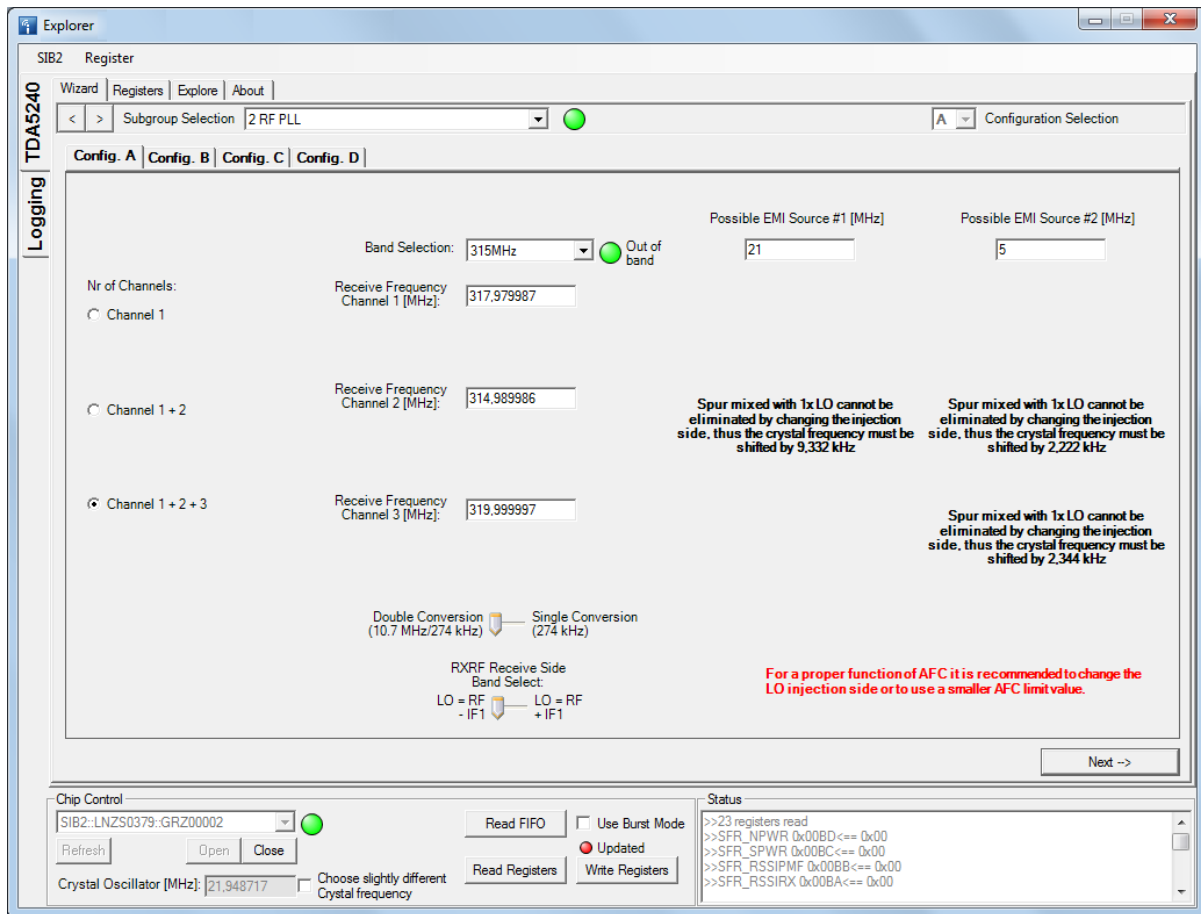 Explorer
SIB2 Register
TDA5240
Logging
Wizard Registers Explore About
< > Subgroup Selection 2 RF PLL A Configuration Selection
Config. A Config. B Config. C Config. D
Possible EMI Source #1 [MHz] Possible EMI Source #2 [MHz]
Band Selection: 315MHz Out of
band
21 5
Nr of Channels:
Channel 1
Receive Frequency
Channel 1 [MHz]: 317,979987
Channel 1 + 2
Receive Frequency
Channel 2 [MHz]: 314,989986
Spur mixed with 1x LO cannot be
eliminated by changing the injection
side, thus the crystal frequency must be
shifted by 9,332 kHz
Spur mixed with 1x LO cannot be
eliminated by changing the injection
side, thus the crystal frequency must be
shifted by 2,222 kHz
Channel 1 + 2 + 3
Receive Frequency
Channel 3 [MHz]: 319,999997
Spur mixed with 1x LO cannot be
eliminated by changing the injection
side, thus the crystal frequency must be
shifted by 2,344 kHz
Double Conversion
(10.7 MHz/274 kHz)
Single Conversion
(274 kHz)
RXRF Receive Side
Band Select:
LO = RF
- IF1
LO = RF
+ IF1
For a proper function of AFC it is recommended to change the
LO injection side or to use a smaller AFC limit value.
Next -->
Chip Control
SIB2::LNZS0379::GRZ00002
Refresh Open Close
Crystal Oscillator [MHz]: 21,948717
Choose slightly different
Crystal frequency
Read FIFO Use Burst Mode
Updated
Read Registers Write Registers
Status
>>23 registers read
>>SFR_NPWR 0x00BD<== 0x00
>>SFR_SPWR 0x00BC<== 0x00
>>SFR_RSSIPMF 0x00BB<== 0x00
>>SFR_RSSIRX 0x00BA<== 0x00